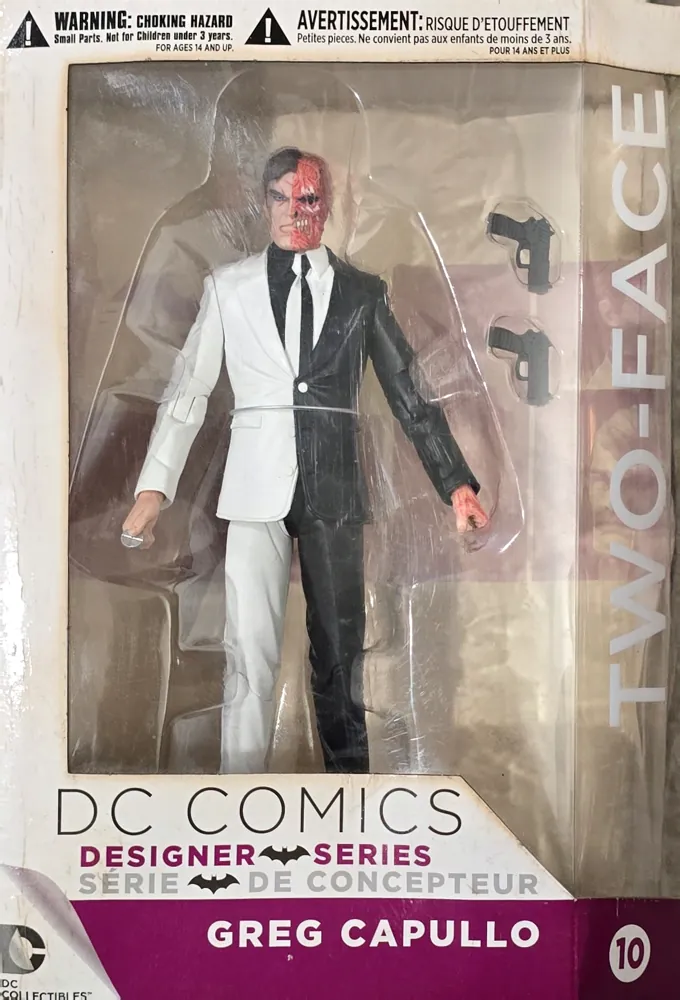 WARNING: CHOKING HAZARD
Small Parts. Not for Children under 3 years.
FOR AGES 14 AND UP.
AVERTISSEMENT: RISQUE D'ETOUFFEMENT
Petites pieces. Ne convient pas aux enfants de moins de 3 ans.
POUR 14 ANS ET PLUS
TWO-FACE
DC COMICS
DESIGNER SERIES
SÉRIE DE CONCEPTEUR
GREG CAPULLO
10
DC
DC
COLLECTIBLES™